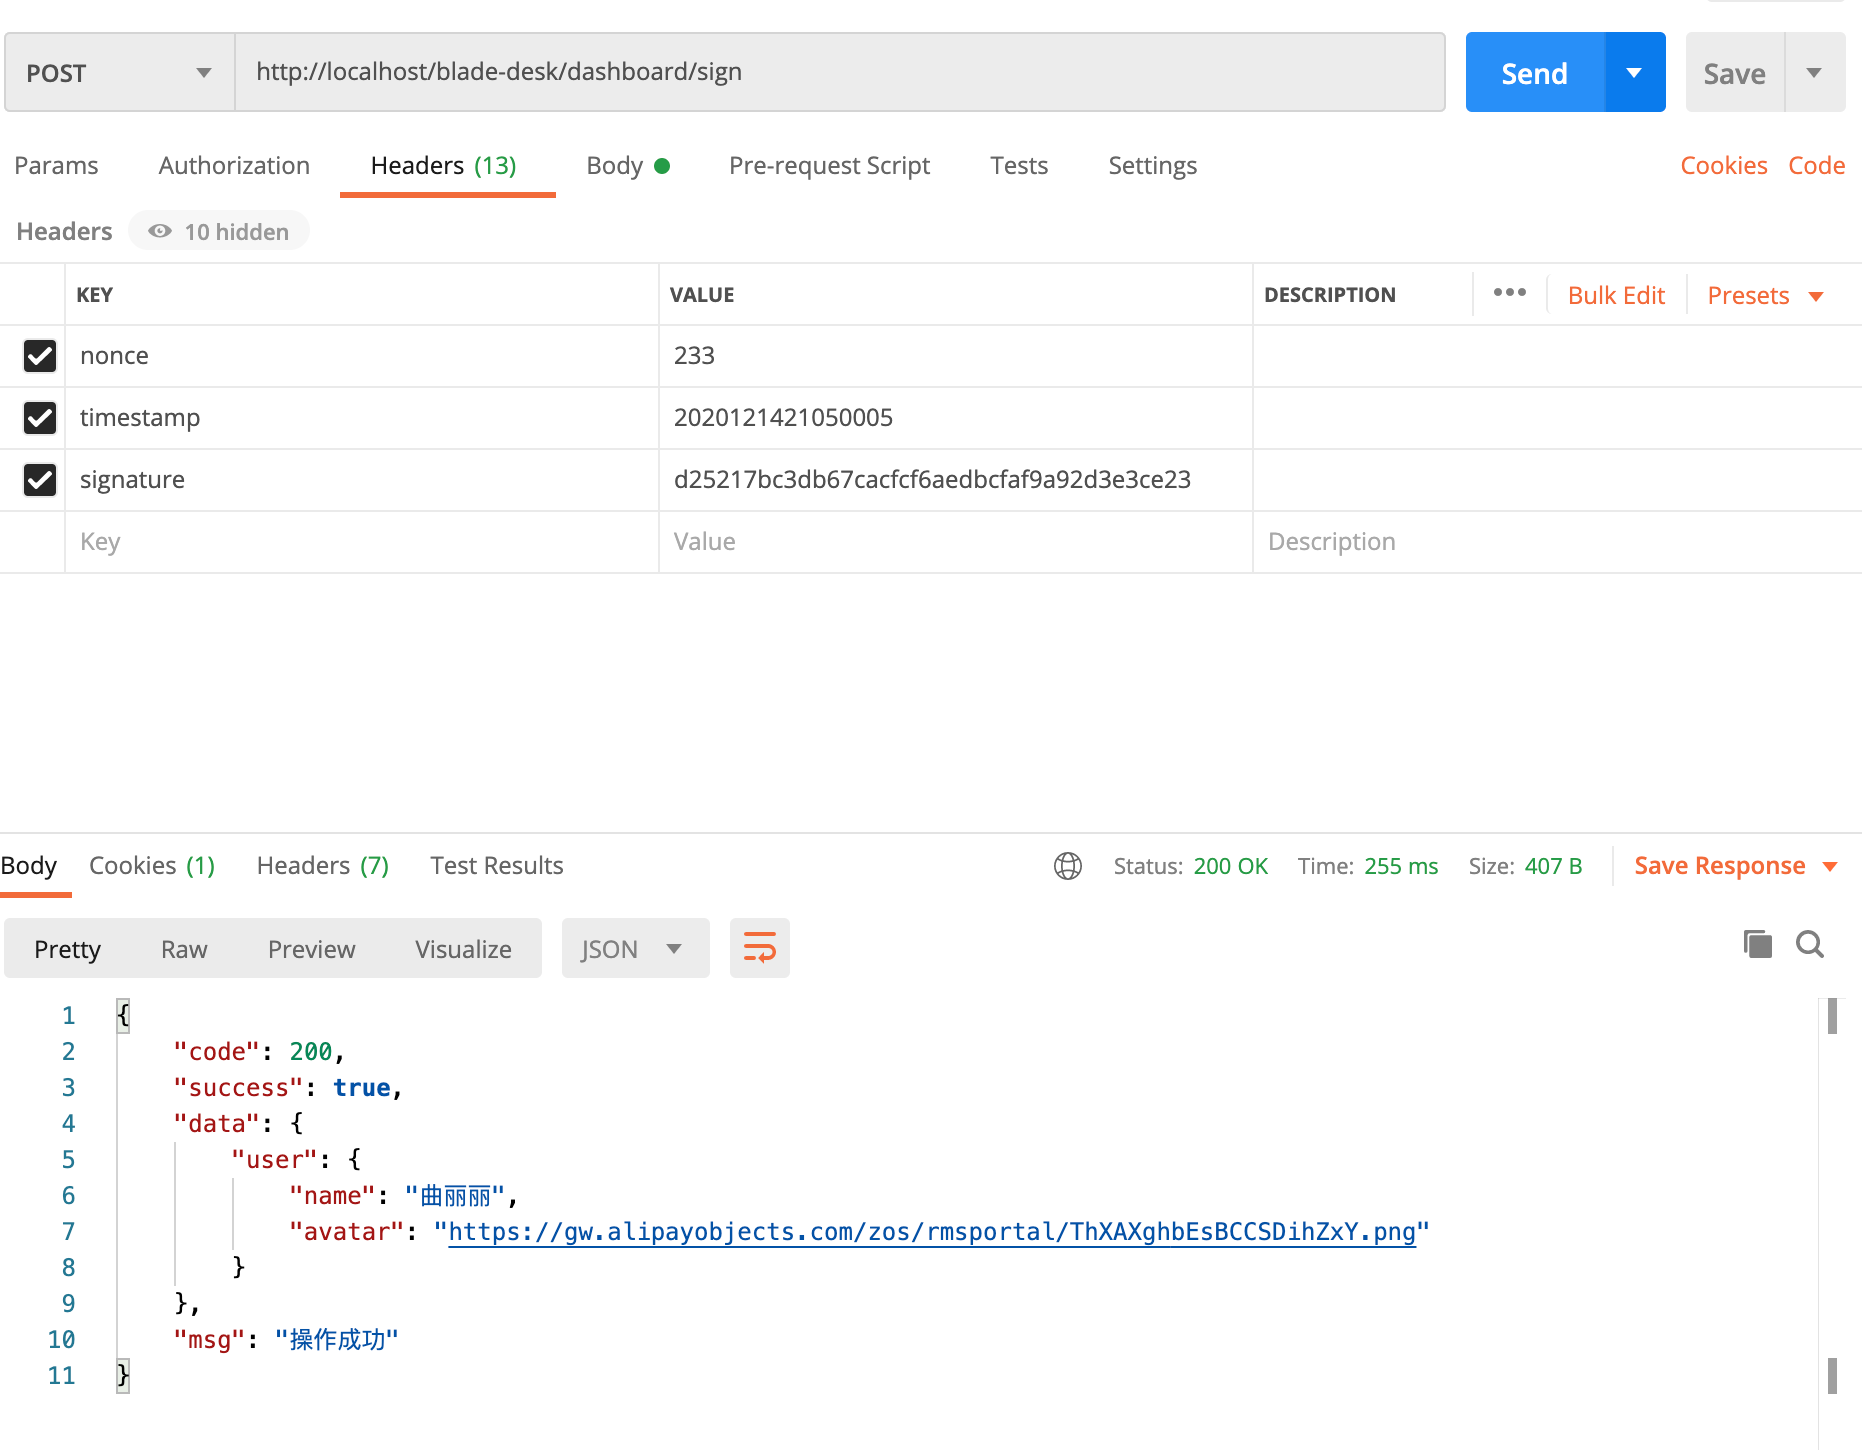 POST http://localhost/blade-desk/dashboard/sign Send Save
Params Authorization Headers (13) Body Pre-request Script Tests Settings Cookies Code
Headers 10 hidden
KEY VALUE DESCRIPTION ••• Bulk Edit Presets
nonce 233
timestamp 2020121421050005
signature d25217bc3db67cacfcf6aedbcfaf9a92d3e3ce23
Key Value Description
Body Cookies (1) Headers (7) Test Results Status: 200 OK Time: 255 ms Size: 407 B Save Response
Pretty Raw Preview Visualize JSON
1 {
2 "code": 200,
3 "success": true,
4 "data": {
5 "user": {
6 "name": "曲丽丽",
7 "avatar": "https://gw.alipayobjects.com/zos/rmsportal/ThXAXghbEsBCCSDihZxY.png"
8 }
9 },
10 "msg": "操作成功"
11 }